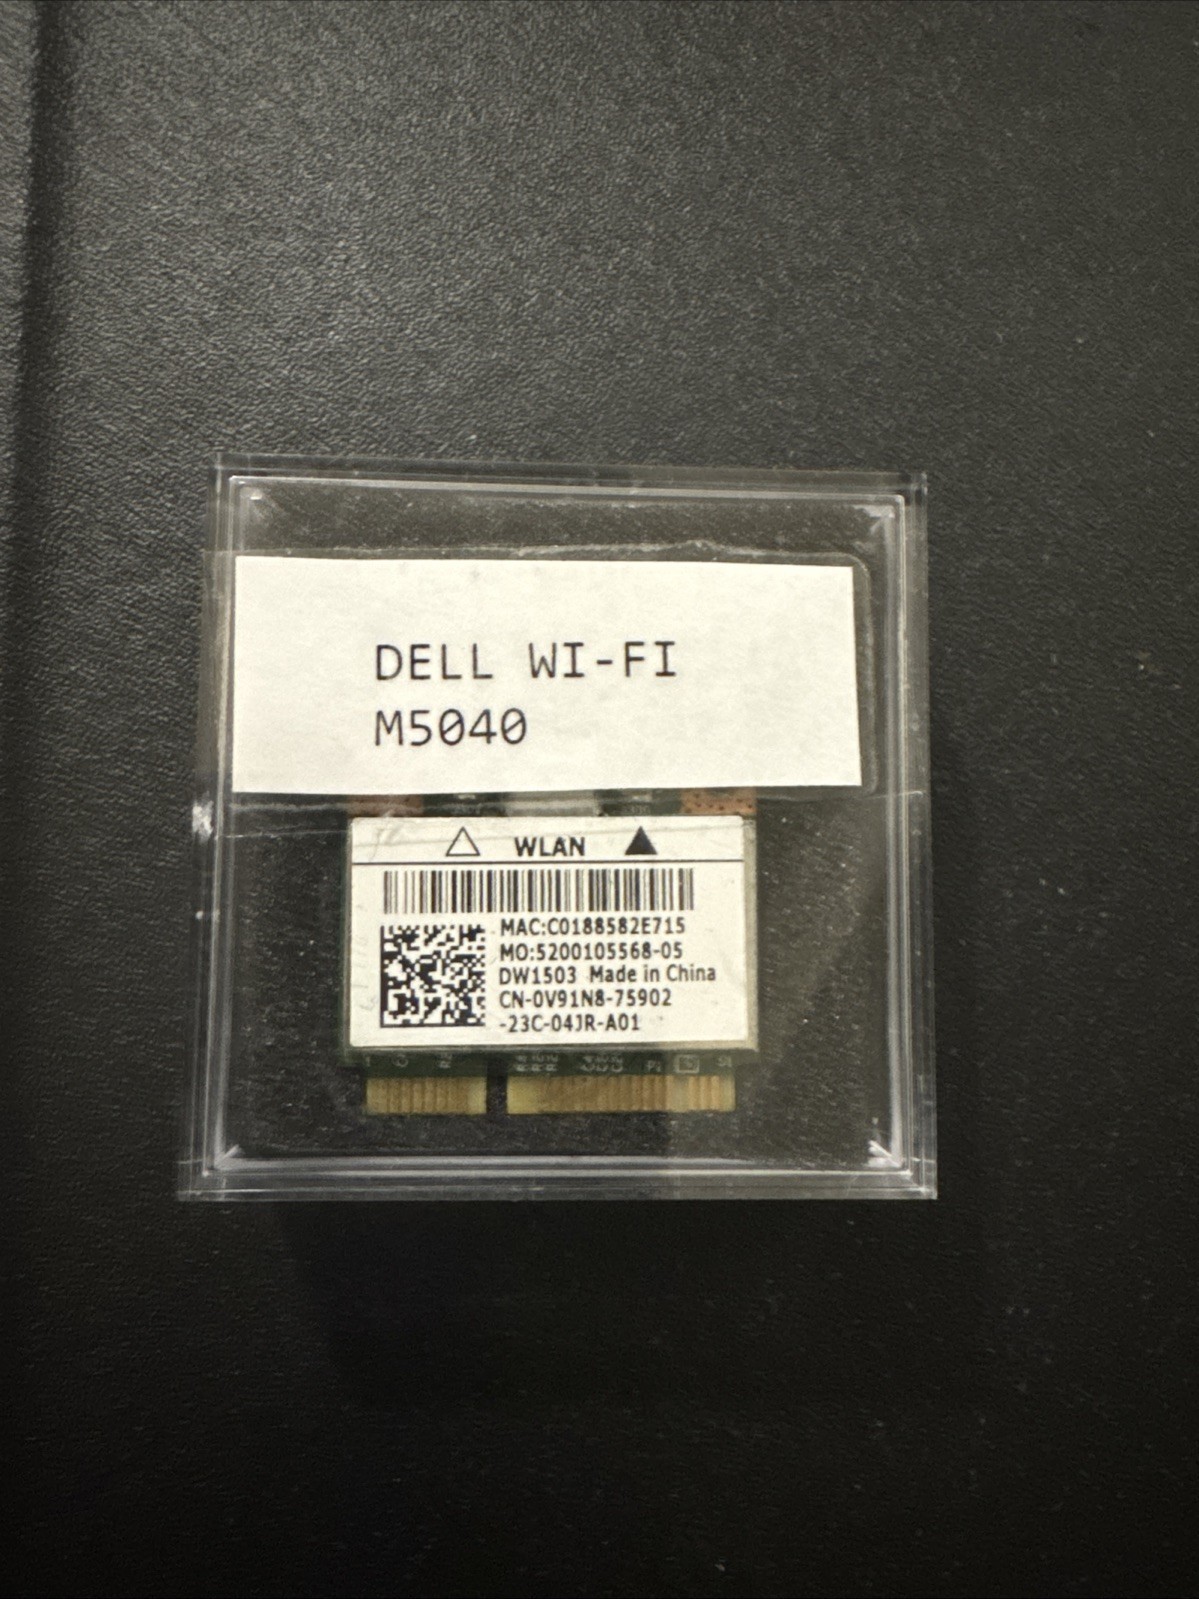 DELL WI-FI
M5040
WLAN
MAC:C0188582E715
MO:5200105568-05
DW1503 Made in China
CN-0V91N8-75902
-23C-04JR-A01